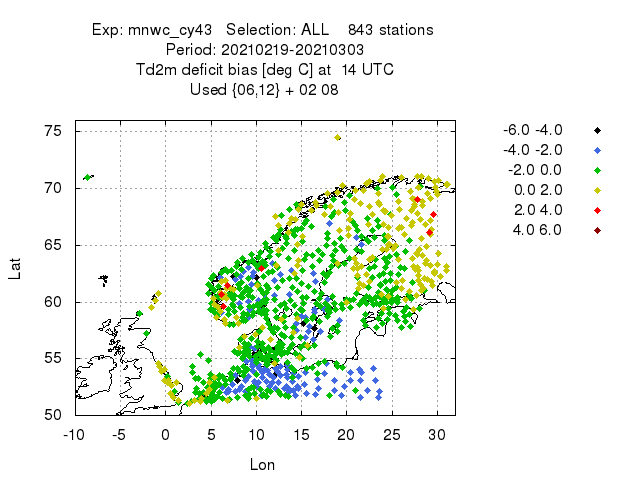 Exp: mnwc_cy43   Selection: ALL    843 stations
Period: 20210219-20210303
Td2m deficit bias [deg C] at  14 UTC
Used {06,12} + 02 08
-6.0 -4.0
-4.0 -2.0
-2.0 0.0
0.0 2.0
2.0 4.0
4.0 6.0
75
70
65
60
55
50
Lat
-10 -5 0 5 10 15 20 25 30
Lon